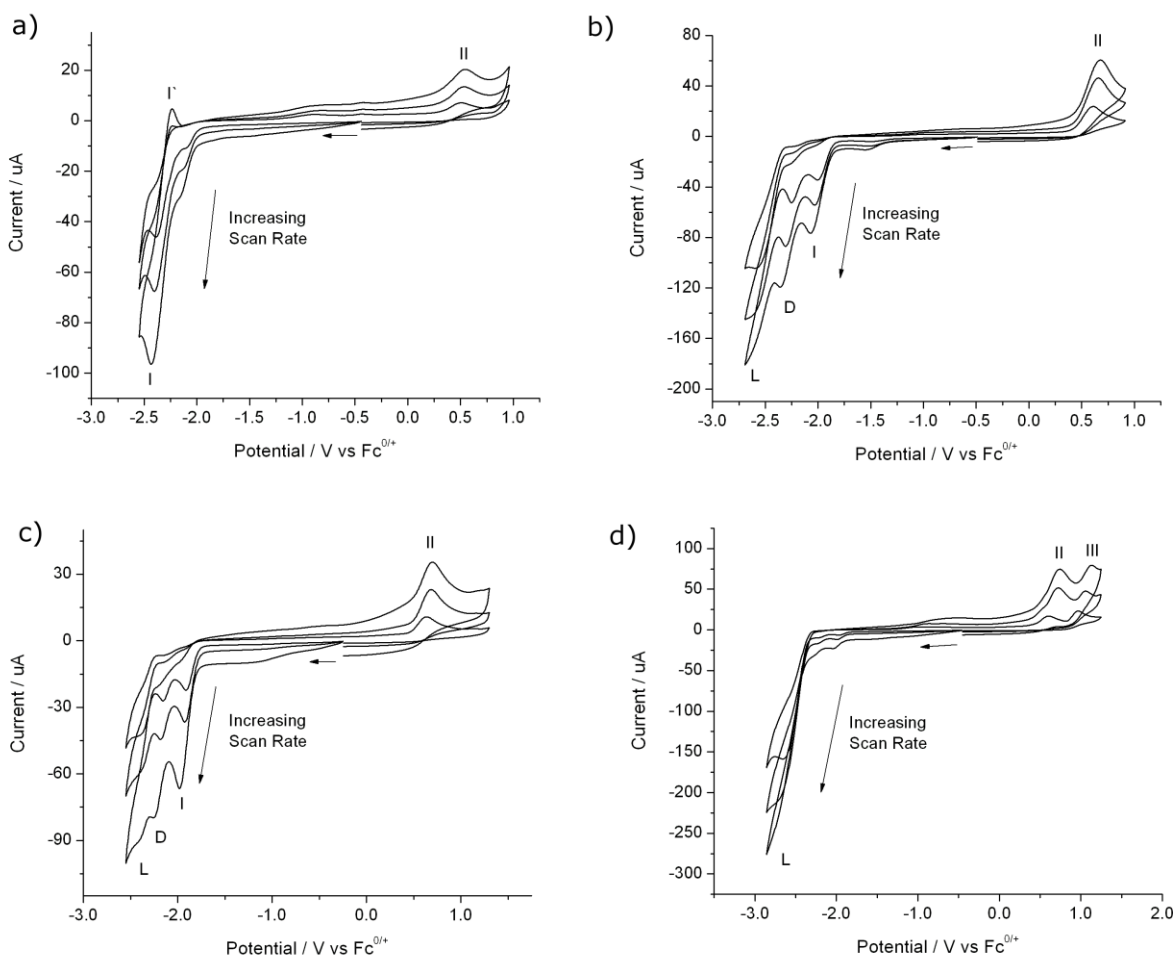 a)
20
0
-20
-40
-60
-80
-100
Current / uA
I`
II
Increasing
Scan Rate
I
-3.0 -2.5 -2.0 -1.5 -1.0 -0.5 0.0 0.5 1.0
Potential / V vs Fc0/+
b)
80
40
0
-40
-80
-120
-160
-200
Current / uA
II
Increasing
Scan Rate
I
D
L
-3.0 -2.5 -2.0 -1.5 -1.0 -0.5 0.0 0.5 1.0
Potential / V vs Fc0/+
c)
30
0
-30
-60
-90
Current / uA
II
Increasing
Scan Rate
I
D
L
-3.0 -2.0 -1.0 0.0 1.0
Potential / V vs Fc0/+
d)
100
75
50
25
0
-25
-50
-100
-150
-200
-250
-300
Current / uA
II III
Increasing
Scan Rate
L
-3.0 -2.0 -1.0 0.0 1.0 2.0
Potential / V vs Fc0/+